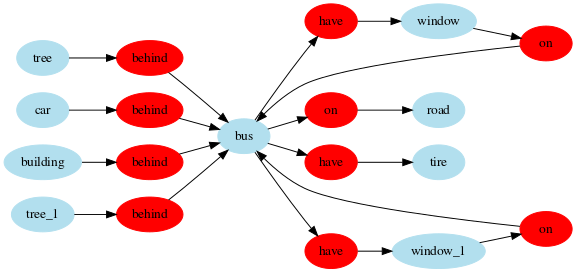 have
window
on
tree
behind
car
behind
on
road
bus
building
behind
have
tire
tree_1
behind
on
have
window_1